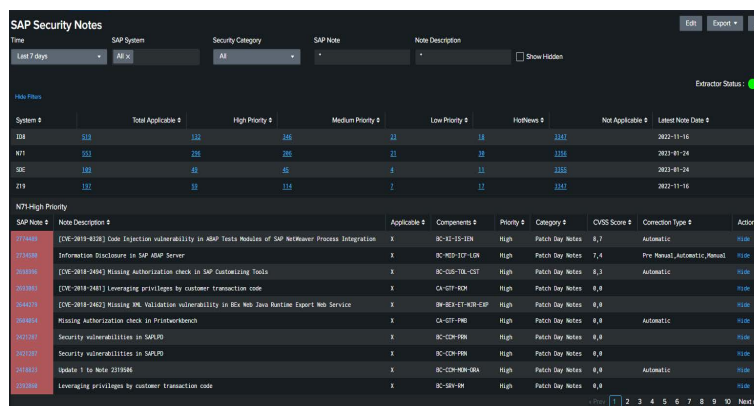 SAP Security Notes
Edit Export
Time SAP System Security Category SAP Note Note Description
Last 7 days All × All * * Show Hidden
Extractor Status :
Hide Filters
System Total Applicable High Priority Medium Priority Low Priority HotNews Not Applicable Latest Note Date
ID8 519 132 346 23 18 3347 2022-11-16
N71 553 296 206 21 30 3356 2023-01-24
SDE 109 49 45 4 11 3355 2023-01-24
Z19 197 59 114 7 17 3347 2022-11-16
N71-High Priority
SAP Note Note Description Applicable Components Priority Category CVSS Score Correction Type Action
2774489 [CVE-2019-0328] Code Injection vulnerability in ABAP Tests Modules of SAP NetWeaver Process Integration X BC-XI-IS-IEN High Patch Day Notes 8,7 Automatic Hide
2734580 Information Disclosure in SAP ABAP Server X BC-MID-ICF-LGN High Patch Day Notes 7,4 Pre Manual,Automatic,Manual Hide
[CVE-2018-2494] Missing Authorization check in SAP Customizing Tools X BC-CUS-TOL-CST High Patch Day Notes 8,3 Automatic Hide
[CVE-2018-2481] Leveraging privileges by customer transaction code X CA-GTF-RCM High Patch Day Notes 0,0 Hide
2644279 [CVE-2018-2462] Missing XML Validation vulnerability in BEx Web Java Runtime Export Web Service X BW-BEX-ET-WJR-EXP High Patch Day Notes 0,0 Hide
Missing Authorization check in Printworkbench X CA-GTF-PWB High Patch Day Notes 0,0 Automatic Hide
2421287 Security vulnerabilities in SAPLPD X BC-CCM-PRN High Patch Day Notes 0,0 Hide
2421287 Security vulnerabilities in SAPLPD X BC-CCM-PRN High Patch Day Notes 0,0 Hide
Update 1 to Note 2319506 X BC-CCM-MON-ORA High Patch Day Notes 0,0 Automatic Hide
Leveraging privileges by customer transaction code X BC-SRV-RM High Patch Day Notes 0,0 Hide
« Prev 1 2 3 4 5 6 7 8 9 10 Next